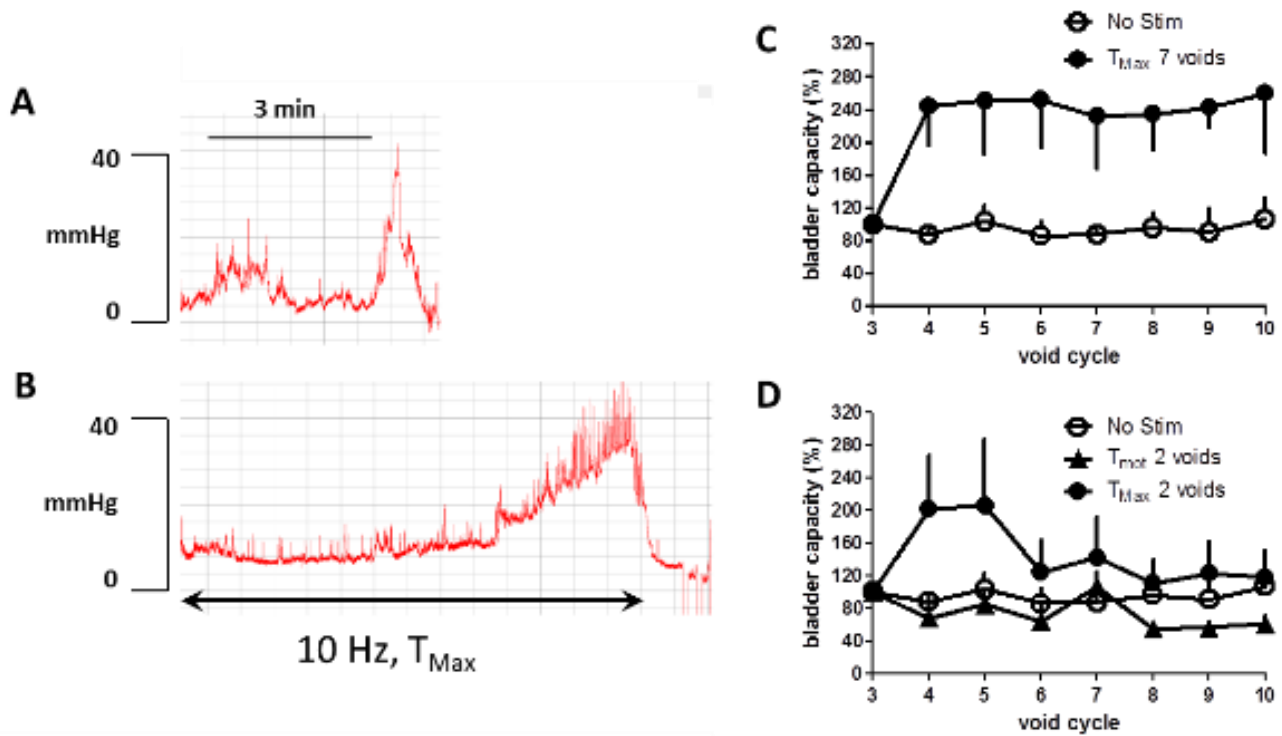 A
3 min
40
mmHg
0
B
40
mmHg
0
10 Hz, TMax
C
No Stim
TMax 7 voids
bladder capacity (%)
320
280
240
200
160
120
80
40
0
3 4 5 6 7 8 9 10
void cycle
D
No Stim
Tmot 2 voids
TMax 2 voids
bladder capacity (%)
320
280
240
200
160
120
80
40
0
3 4 5 6 7 8 9 10
void cycle